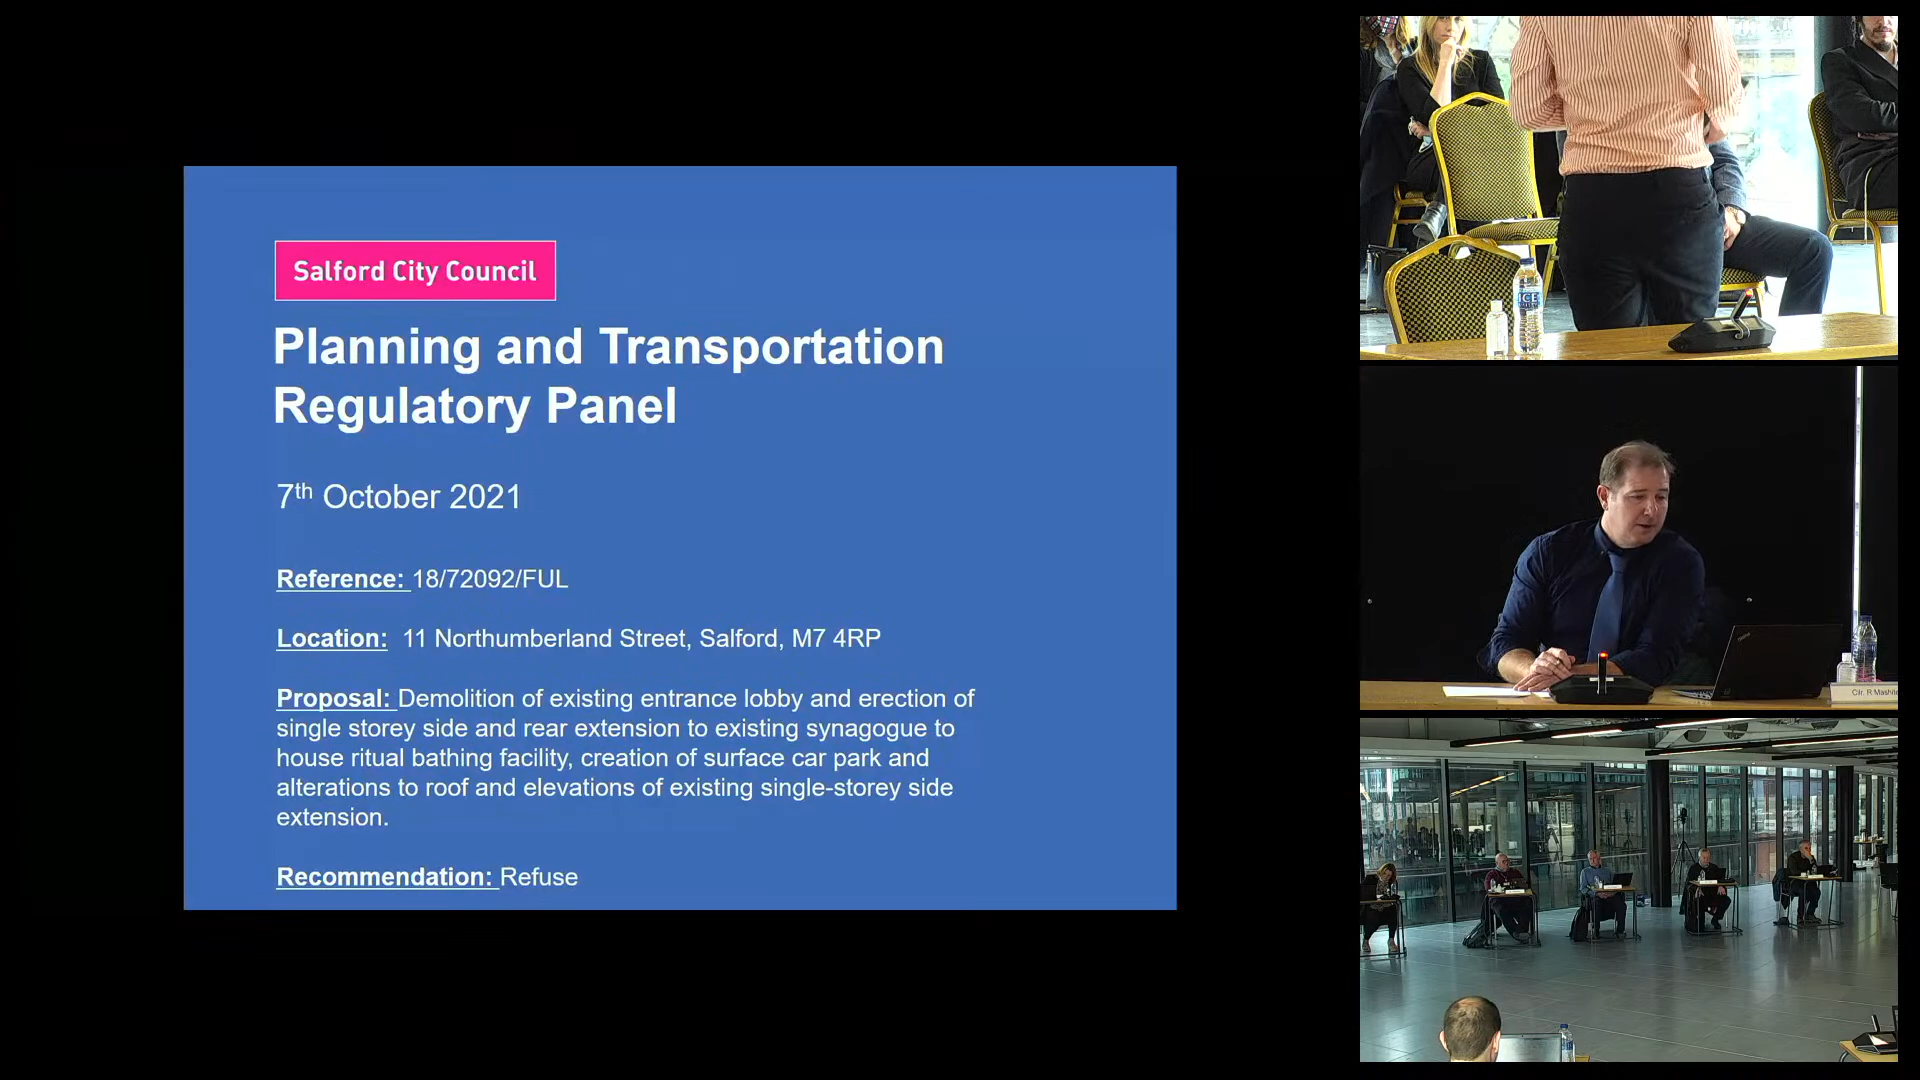 Salford City Council
Planning and Transportation
Regulatory Panel
7th October 2021
Reference: 18/72092/FUL
Location: 11 Northumberland Street, Salford, M7 4RP
Proposal: Demolition of existing entrance lobby and erection of
single storey side and rear extension to existing synagogue to
house ritual bathing facility, creation of surface car park and
alterations to roof and elevations of existing single-storey side
extension.
Recommendation: Refuse
ICE
Cllr. R Mashite